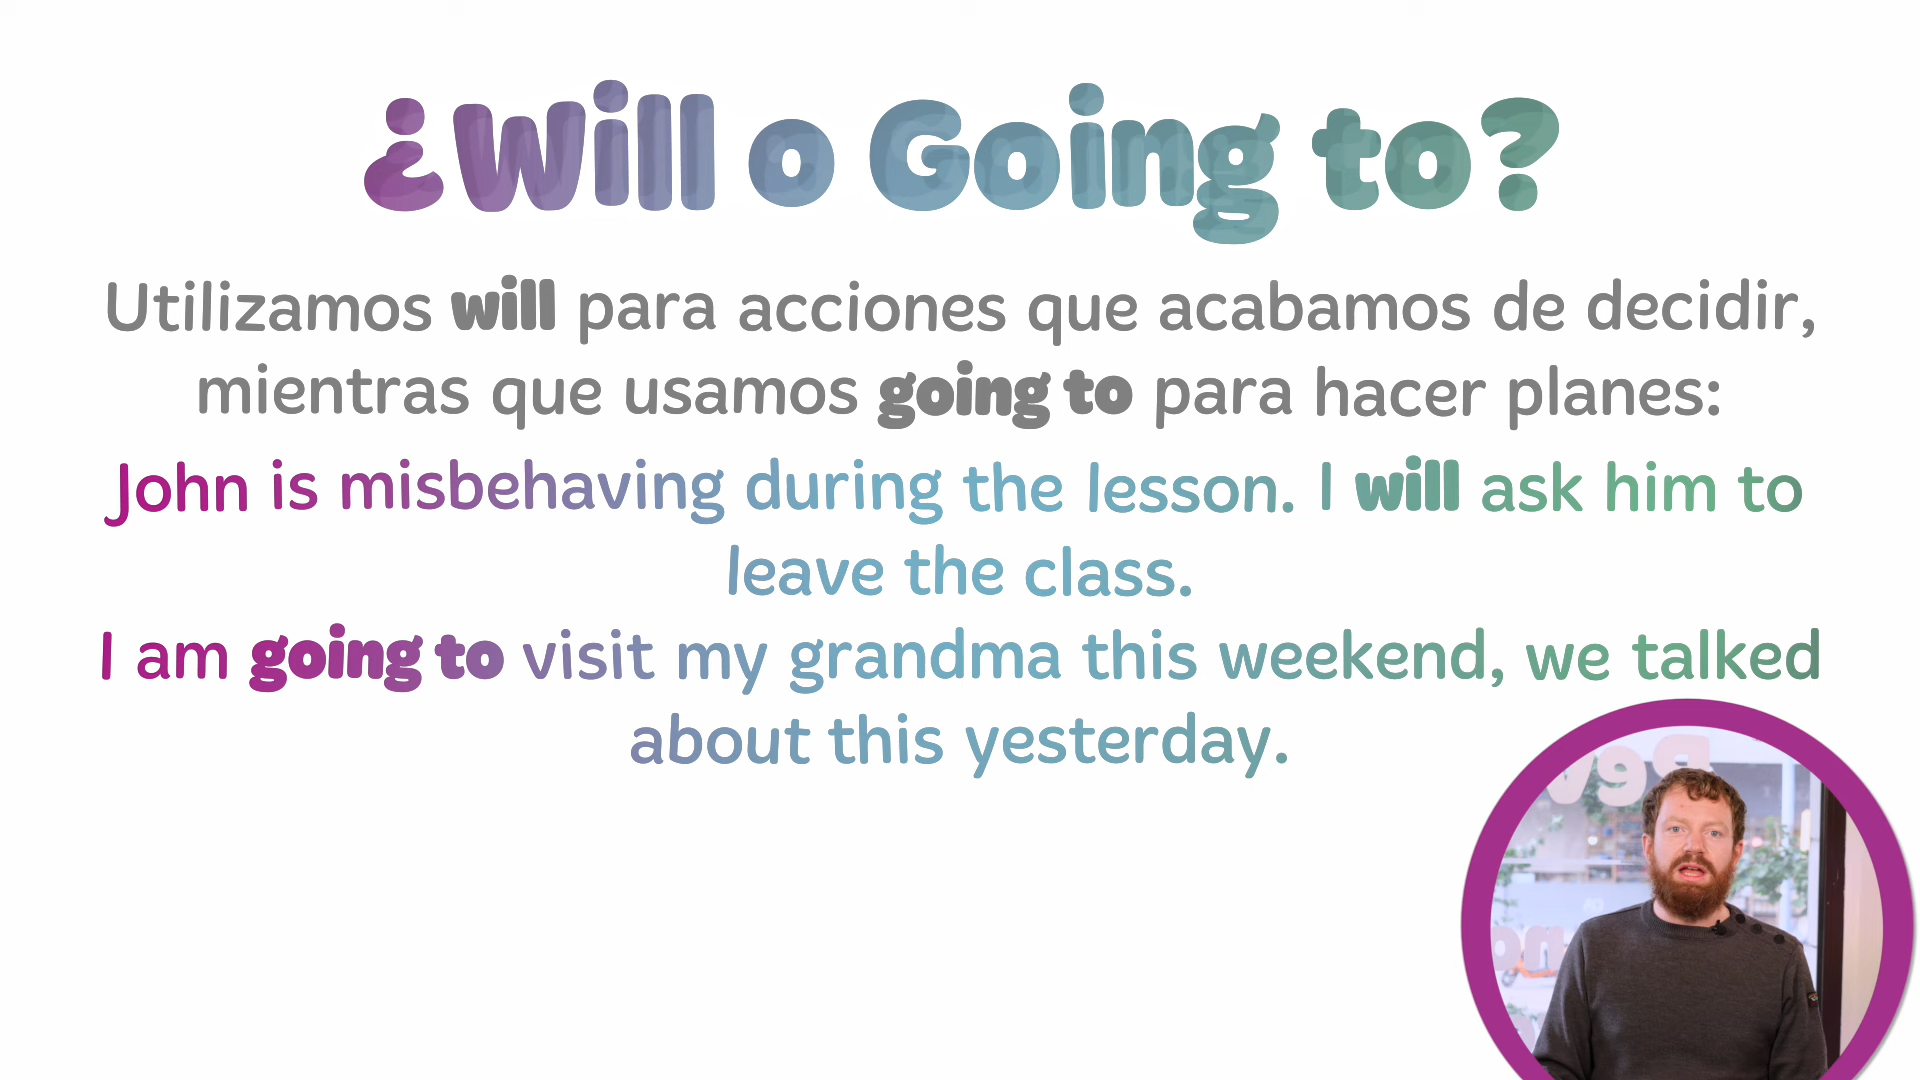 ¿Will o Going to?
Utilizamos will para acciones que acabamos de decidir,
mientras que usamos going to para hacer planes:
John is misbehaving during the lesson. I will ask him to
leave the class.
I am going to visit my grandma this weekend, we talked
about this yesterday.